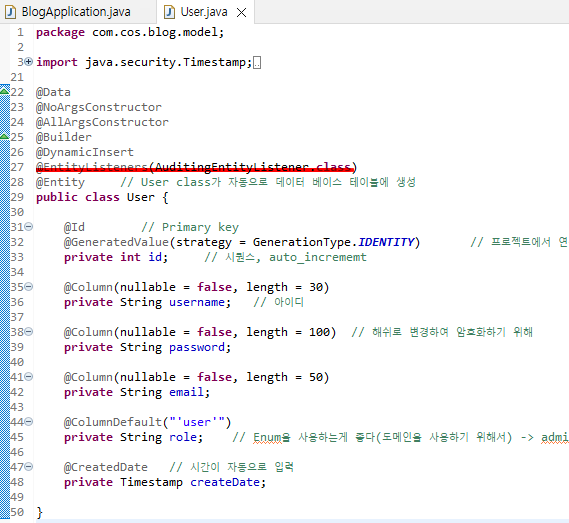 BlogApplication.java User.java
1 package com.cos.blog.model;
2
3 import java.security.Timestamp;
21
22 @Data
23 @NoArgsConstructor
24 @AllArgsConstructor
25 @Builder
26 @DynamicInsert
27 @EntityListeners(AuditingEntityListener.class)
28 @Entity // User class가 자동으로 데이터 베이스 테이블에 생성
29 public class User {
30
31 @Id // Primary key
32 @GeneratedValue(strategy = GenerationType.IDENTITY) // 프로젝트에서 연
33 private int id; // 시퀀스, auto_incrememt
34
35 @Column(nullable = false, length = 30)
36 private String username; // 아이디
37
38 @Column(nullable = false, length = 100) // 해쉬로 변경하여 암호화하기 위해
39 private String password;
40
41 @Column(nullable = false, length = 50)
42 private String email;
43
44 @ColumnDefault("'user'")
45 private String role; // Enum을 사용하는게 좋다(도메인을 사용하기 위해서) -> admi
46
47 @CreatedDate // 시간이 자동으로 입력
48 private Timestamp createDate;
49
50 }